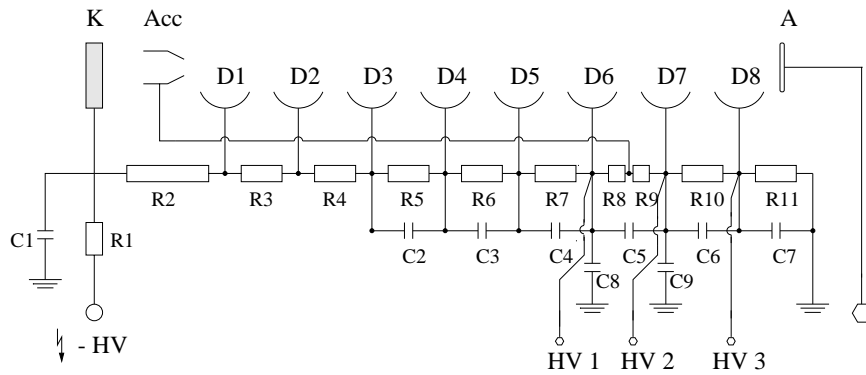 K Acc A
D1 D2 D3 D4 D5 D6 D7 D8
R2 R3 R4 R5 R6 R7 R8 R9 R10 R11
C1 R1 C2 C3 C4 C5 C6 C7
C8 C9
- HV HV 1 HV 2 HV 3